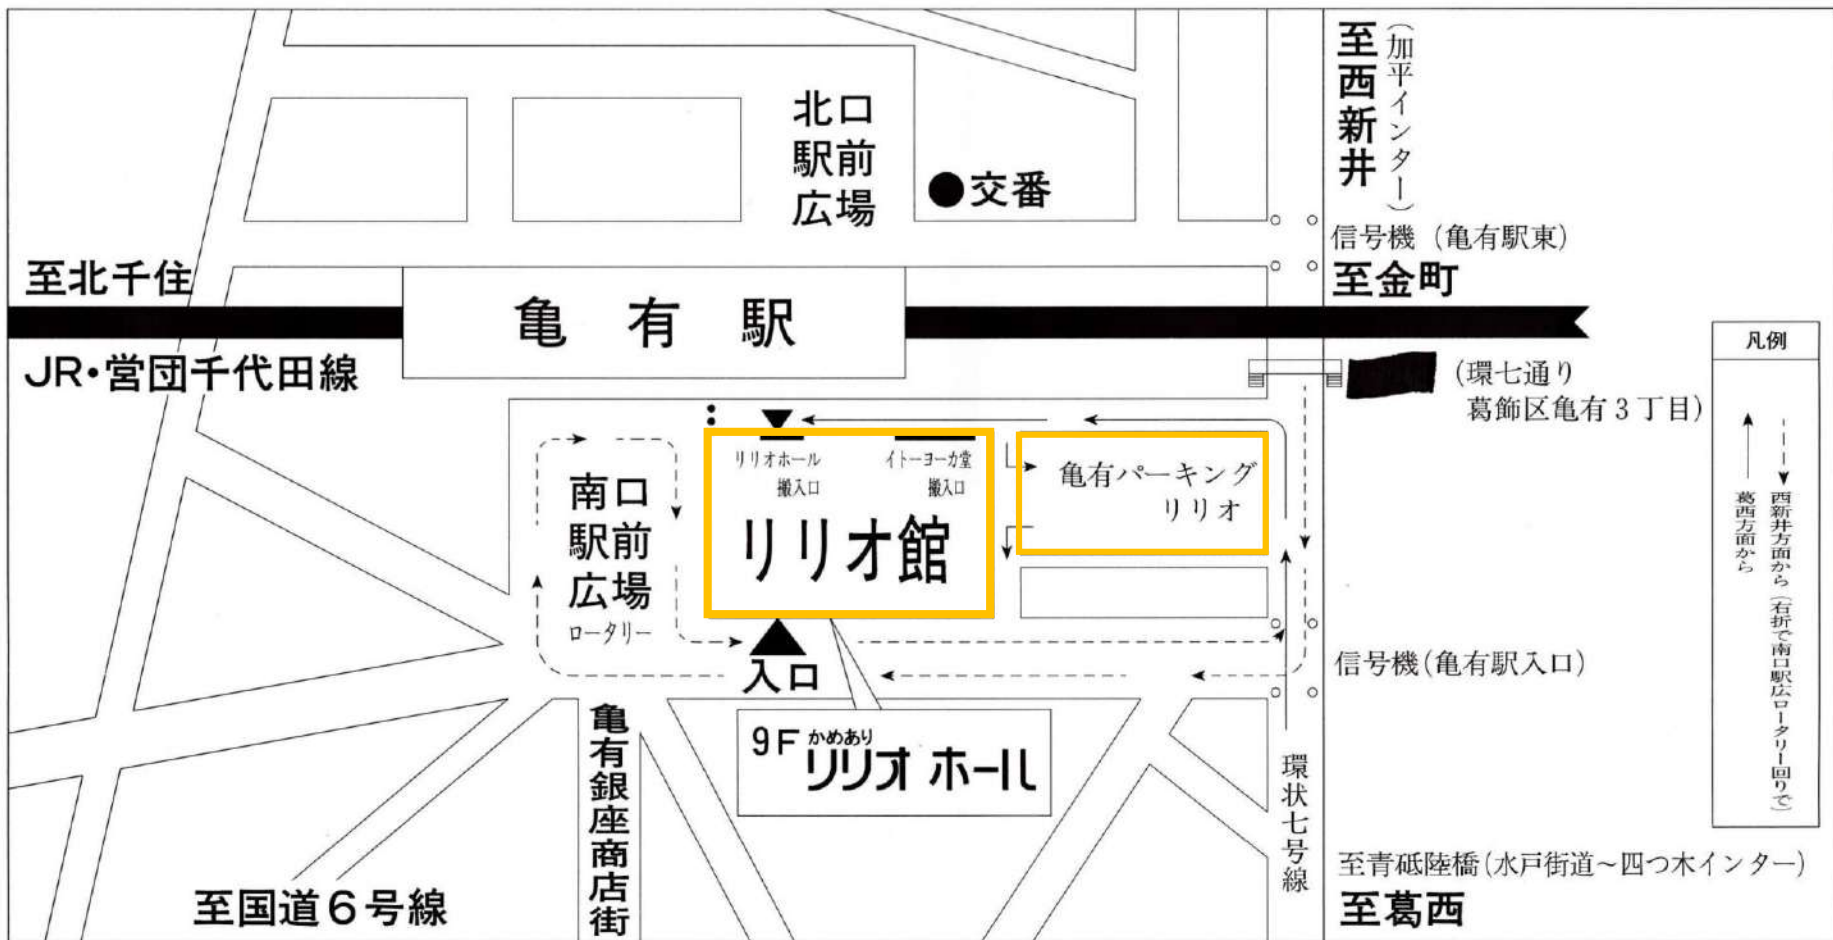 至西新井
（加平インター）
北口
駅前
広場
●交番
信号機（亀有駅東）
至北千住
至金町
亀有駅
JR・営団千代田線
（環七通り
葛飾区亀有3丁目）
凡例
西新井方面から（右折で南口駅広ロータリー回りで）
葛西方面から
リリオホール
搬入口
イトーヨーカ堂
搬入口
亀有パーキング
リリオ
南口
駅前
広場
ロータリー
リリオ館
入口
信号機（亀有駅入口）
9F かめあり
リリオ ホール
亀有銀座商店街
環状七号線
至青砥陸橋（水戸街道～四つ木インター）
至国道6号線
至葛西